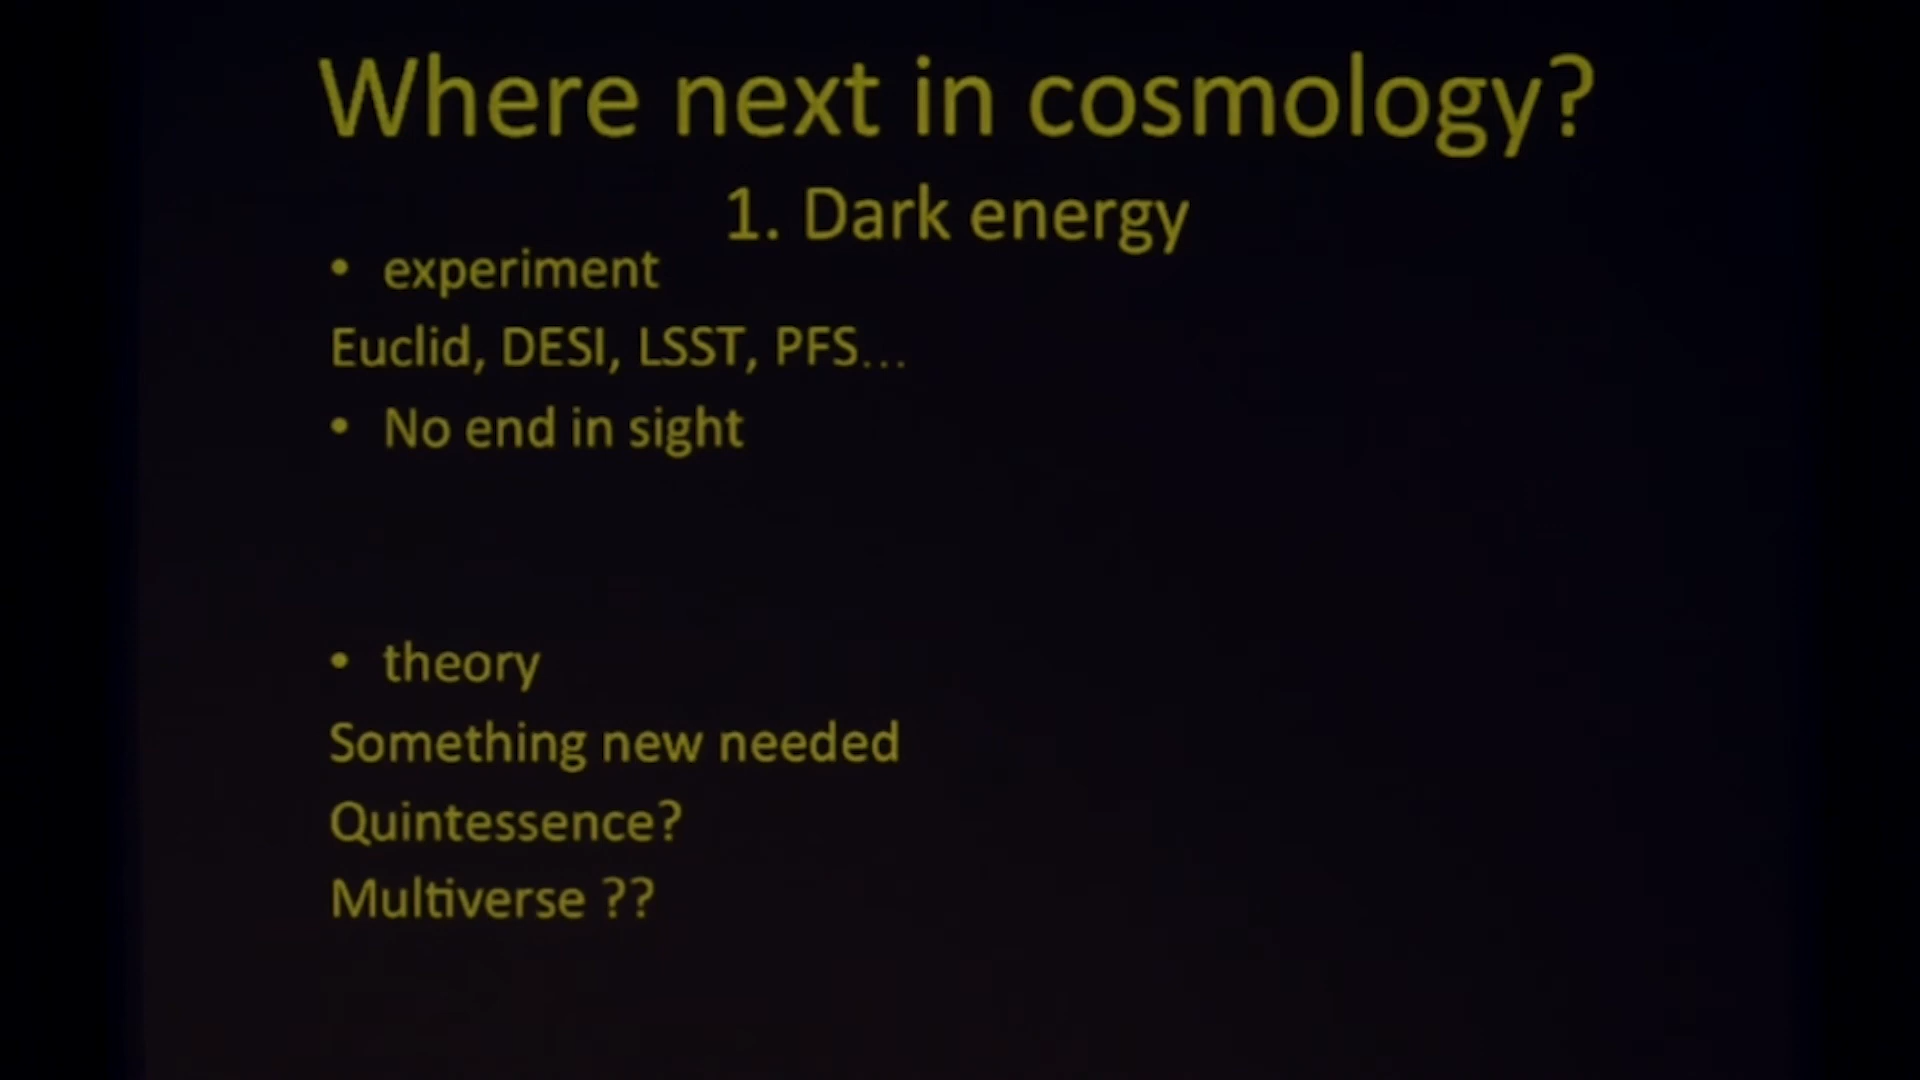 Where next in cosmology?
1. Dark energy
• experiment
Euclid, DESI, LSST, PFS...
• No end in sight
• theory
Something new needed
Quintessence?
Multiverse ??